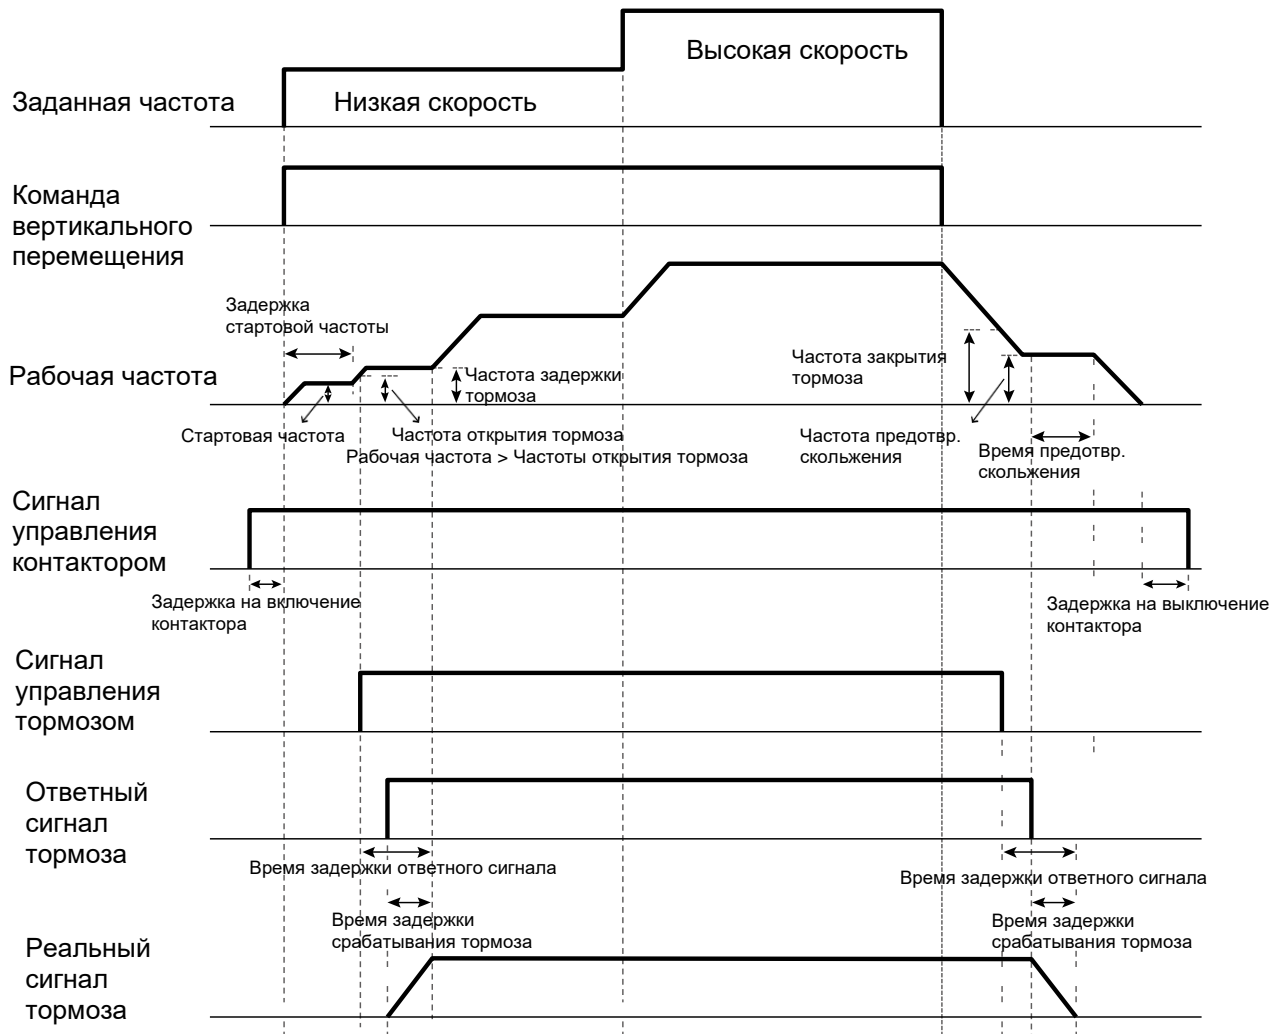 Высокая скорость
Заданная частота
Низкая скорость
Команда
вертикального
перемещения
Задержка
стартовой частоты
Рабочая частота
Частота задержки
тормоза
Частота закрытия
тормоза
Стартовая частота
Частота открытия тормоза
Рабочая частота > Частоты открытия тормоза
Частота предотвр.
скольжения
Время предотвр.
скольжения
Сигнал
управления
контактором
Задержка на включение
контактора
Задержка на выключение
контактора
Сигнал
управления
тормозом
Ответный
сигнал
тормоза
Время задержки ответного сигнала
Время задержки ответного сигнала
Время задержки
срабатывания тормоза
Время задержки
срабатывания тормоза
Реальный
сигнал
тормоза